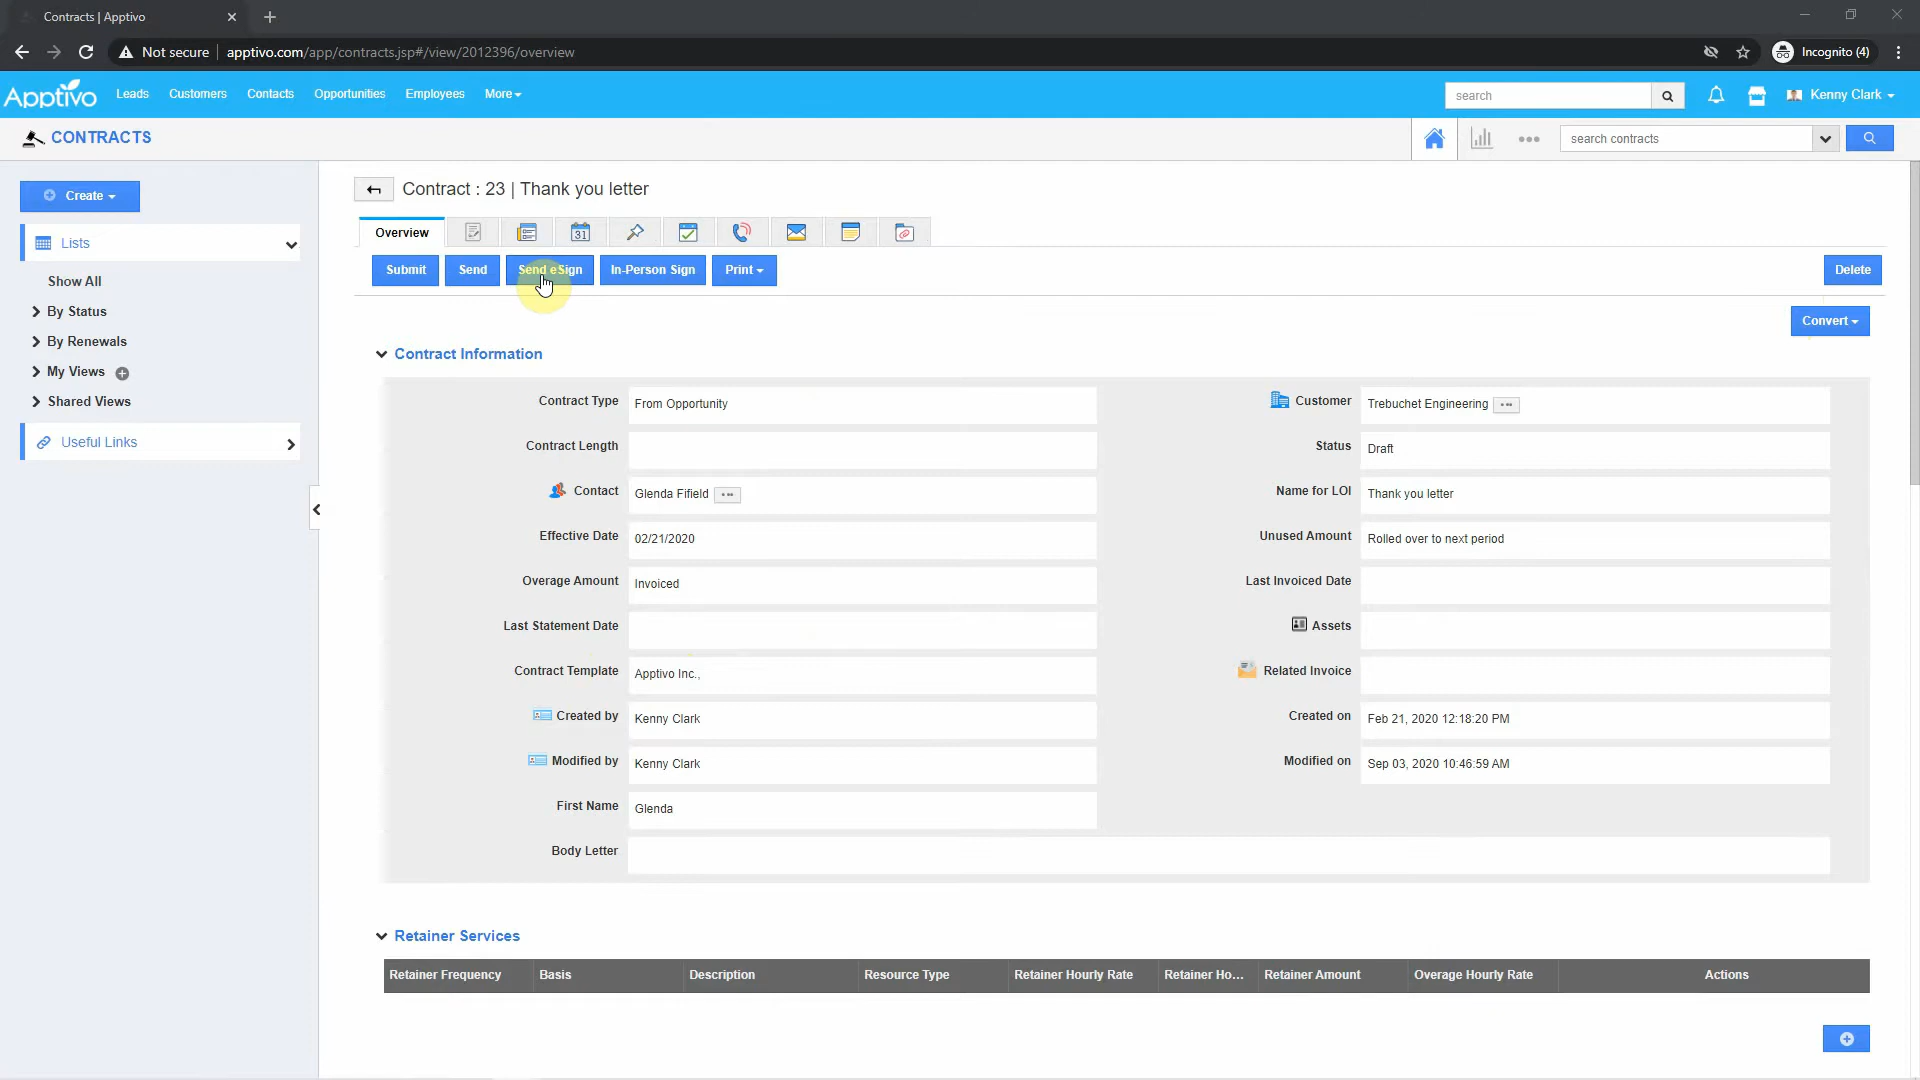 Contracts | Apptivo
Not secure
apptivo.com/app/contracts.jsp#/view/2012396/overview
Incognito (4)
Apptivo
Leads
Customers
Contacts
Opportunities
Employees
More
search
Kenny Clark
CONTRACTS
search contracts
Create
Lists
Show All
By Status
By Renewals
My Views
Shared Views
Useful Links
Contract : 23 | Thank you letter
Overview
31
Submit
Send
Send eSign
In-Person Sign
Print
Delete
Convert
Contract Information
Contract Type From Opportunity
Customer Trebuchet Engineering
Contract Length
Status Draft
Contact Glenda Fifield
Name for LOI Thank you letter
Effective Date 02/21/2020
Unused Amount Rolled over to next period
Overage Amount Invoiced
Last Invoiced Date
Last Statement Date
Assets
Contract Template Apptivo Inc.,
Related Invoice
Created by Kenny Clark
Created on Feb 21, 2020 12:18:20 PM
Modified by Kenny Clark
Modified on Sep 03, 2020 10:46:59 AM
First Name Glenda
Body Letter
Retainer Services
Retainer Frequency Basis Description Resource Type Retainer Hourly Rate Retainer Ho... Retainer Amount Overage Hourly Rate Actions